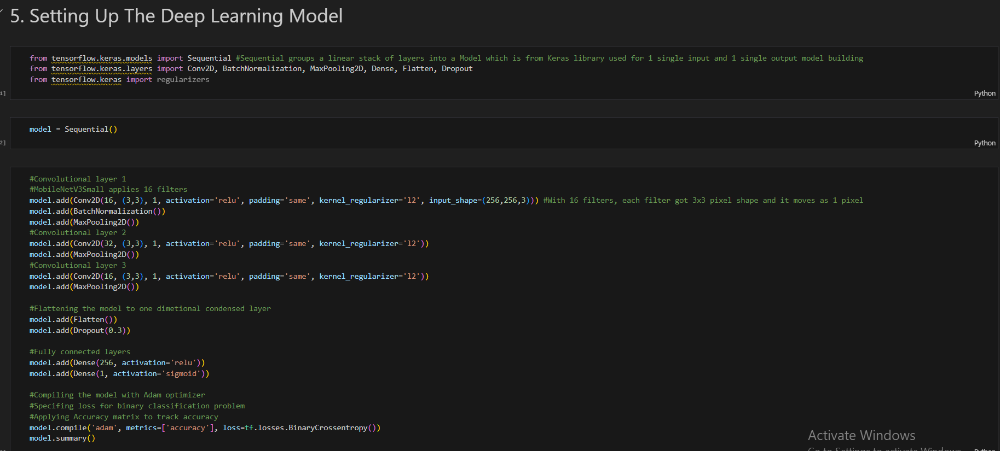 5. Setting Up The Deep Learning Model
from tensorflow.keras.models import Sequential #Sequential groups a linear stack of layers into a Model which is from Keras library used for 1 single input and 1 single output model building
from tensorflow.keras.layers import Conv2D, BatchNormalization, MaxPooling2D, Dense, Flatten, Dropout
from tensorflow.keras import regularizers
1]
Python
model = Sequential()
2]
Python
#Convolutional layer 1
#MobileNetV3Small applies 16 filters
model.add(Conv2D(16, (3,3), 1, activation='relu', padding='same', kernel_regularizer='l2', input_shape=(256,256,3))) #With 16 filters, each filter got 3x3 pixel shape and it moves as 1 pixel
model.add(BatchNormalization())
model.add(MaxPooling2D())
#Convolutional layer 2
model.add(Conv2D(32, (3,3), 1, activation='relu', padding='same', kernel_regularizer='l2'))
model.add(MaxPooling2D())
#Convolutional layer 3
model.add(Conv2D(16, (3,3), 1, activation='relu', padding='same', kernel_regularizer='l2'))
model.add(MaxPooling2D())
#Flattening the model to one dimetional condensed layer
model.add(Flatten())
model.add(Dropout(0.3))
#Fully connected layers
model.add(Dense(256, activation='relu'))
model.add(Dense(1, activation='sigmoid'))
#Compiling the model with Adam optimizer
#Specifing loss for binary classification problem
#Applying Accuracy matrix to track accuracy
model.compile('adam', metrics=['accuracy'], loss=tf.losses.BinaryCrossentropy())
model.summary()
Activate Windows
Go to Settings to activate Windows.
Python